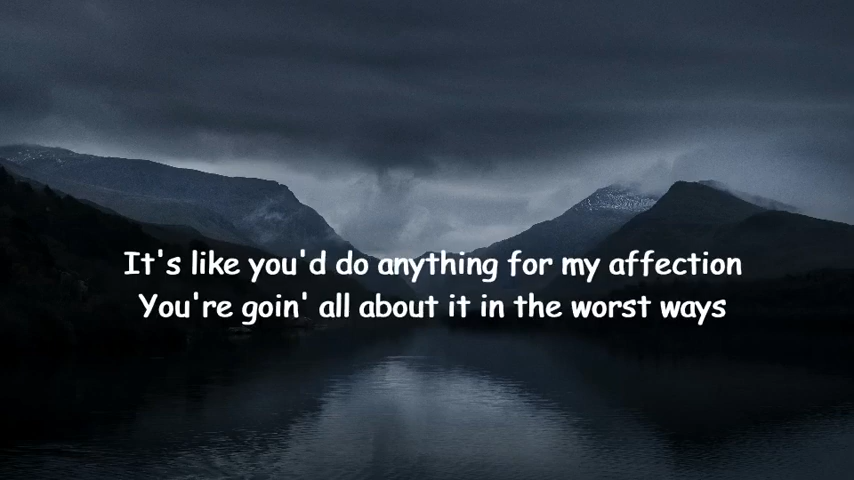 It's like you'd do anything for my affection
You're goin' all about it in the worst ways